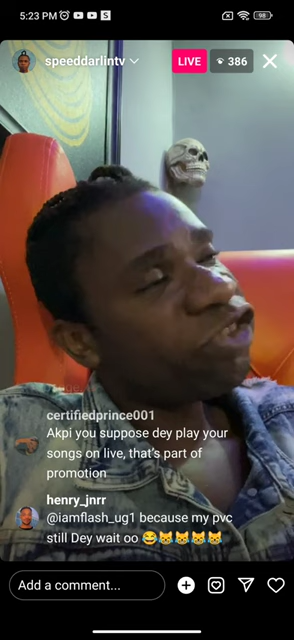 5:23 PM
98
speeddarlintv
LIVE
386
certifiedprince001
Akpi you suppose dey play your
songs on live, that's part of
promotion
henry_jnrr
@iamflash_ug1 because my pvc
still Dey wait oo 😂😹😹😹😹
Add a comment...